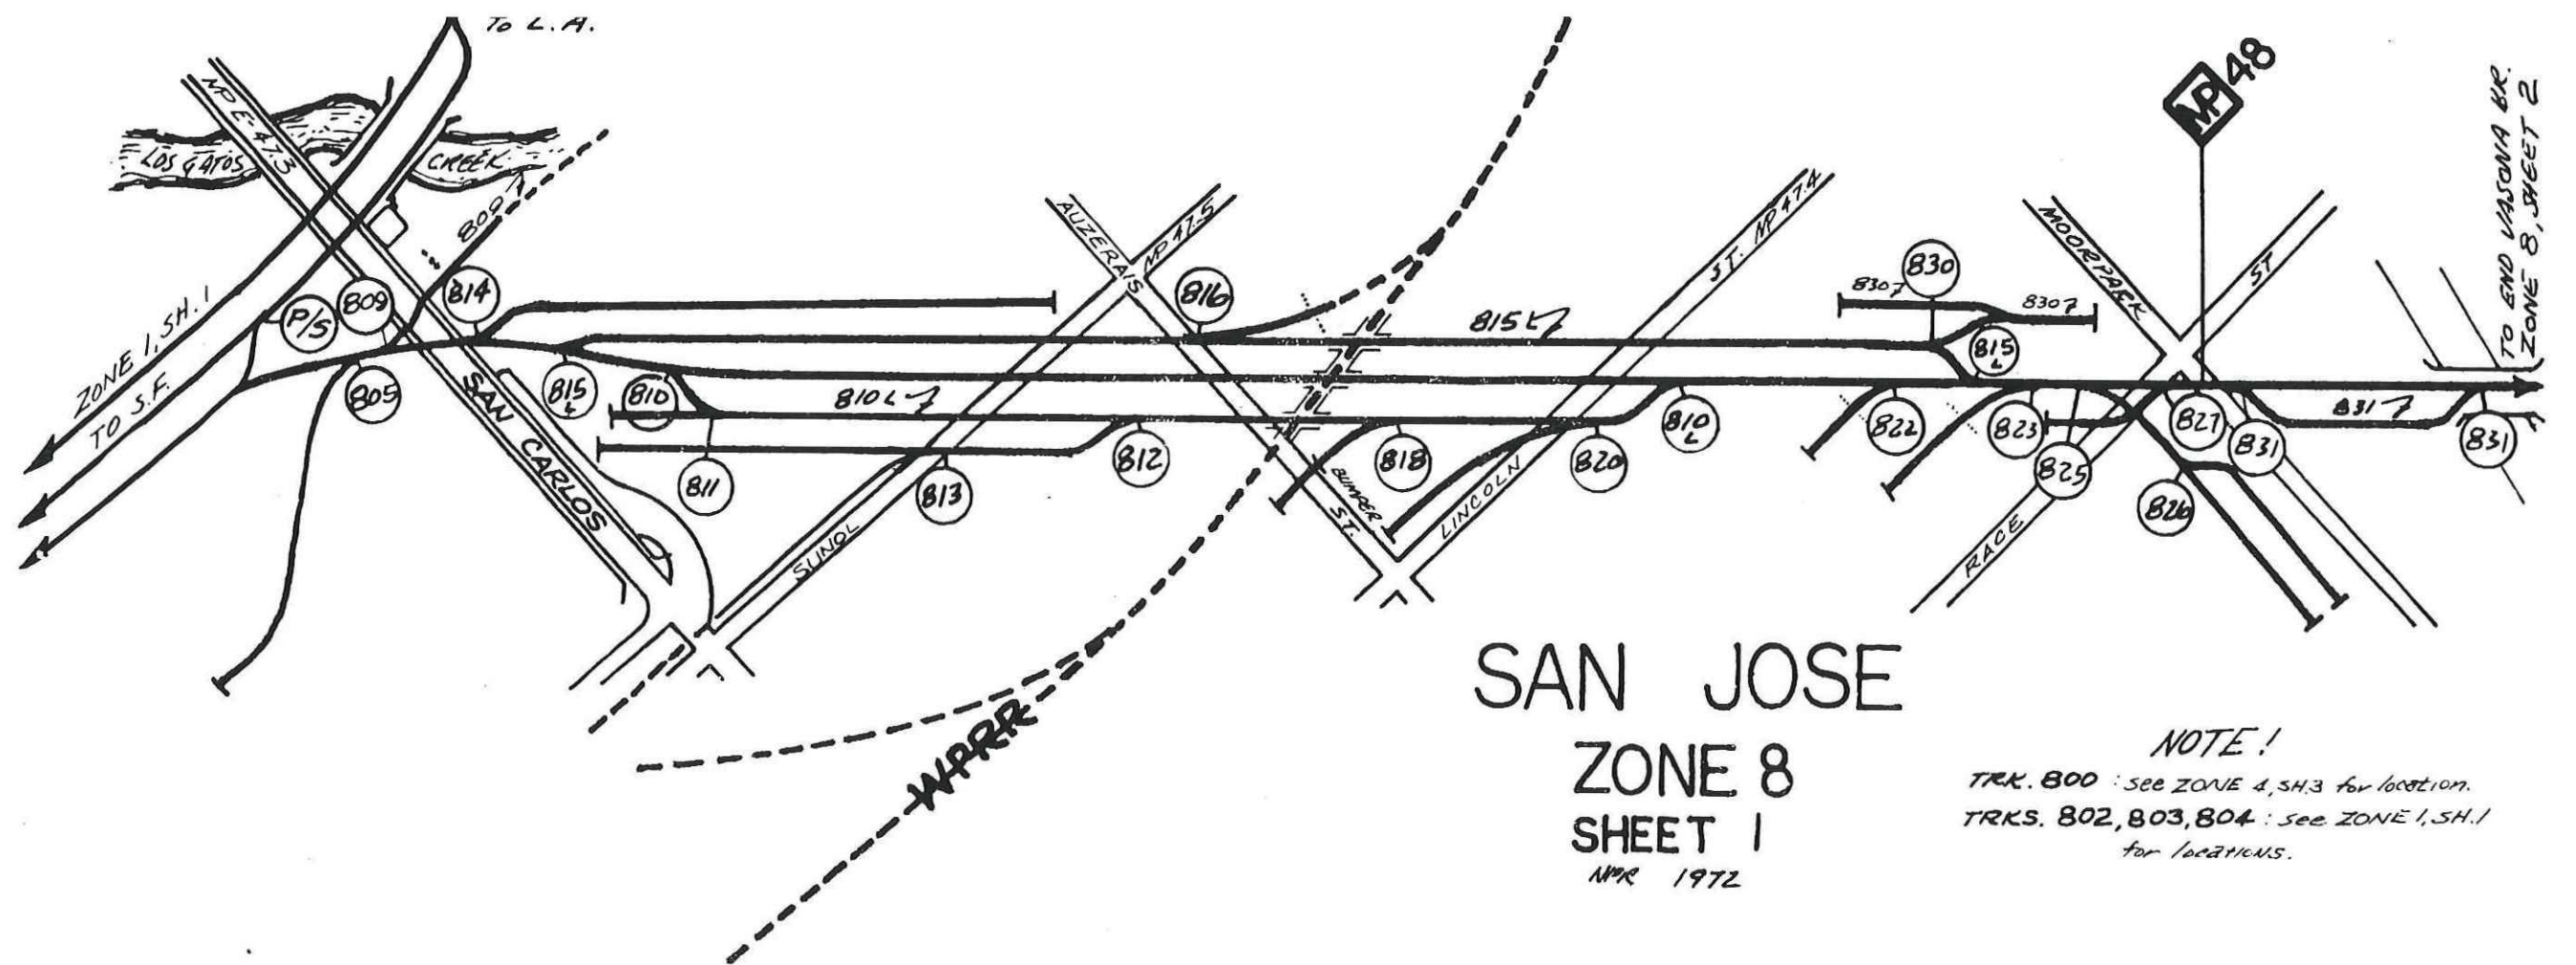 TO L.A.
MP E-47.3
LOS GATOS CREEK
809
ZONE 1, SH. 1
TO S.F.
P/S
809
814
805
SAN CARLOS
815 L
810
810 L
811
813
812
SUNOL
AUZERAIS
MP 47.5
816
815 L
ST. MP 47.4
818
BUMPER
ST.
LINCOLN
820
810 L
830
8307
8307
815 L
822
823
825
RACE
ST
MOORPARK
MP 48
827
826
831
831
831
TO END VASONA BR.
ZONE 8, SHEET 2
WPRR
SAN JOSE
ZONE 8
SHEET 1
1972
NOTE!
TRK. 800 : see ZONE 4, SH.3 for location.
TRKS. 802, 803, 804 : see ZONE 1, SH.1
for locations.